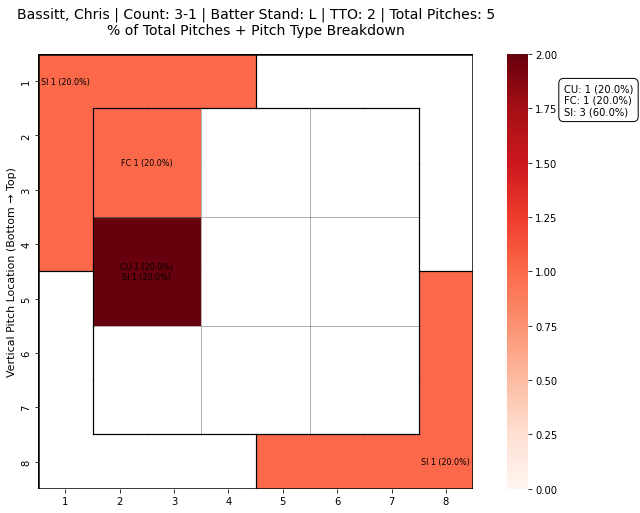 Bassitt, Chris | Count: 3-1 | Batter Stand: L | TTO: 2 | Total Pitches: 5
% of Total Pitches + Pitch Type Breakdown
Vertical Pitch Location (Bottom → Top)
1
2
3
4
5
6
7
8
SI 1 (20.0%)
FC 1 (20.0%)
CU 1 (20.0%)
SI 1 (20.0%)
SI 1 (20.0%)
1
2
3
4
5
6
7
8
2.00
1.75
1.50
1.25
1.00
0.75
0.50
0.25
0.00
CU: 1 (20.0%)
FC: 1 (20.0%)
SI: 3 (60.0%)